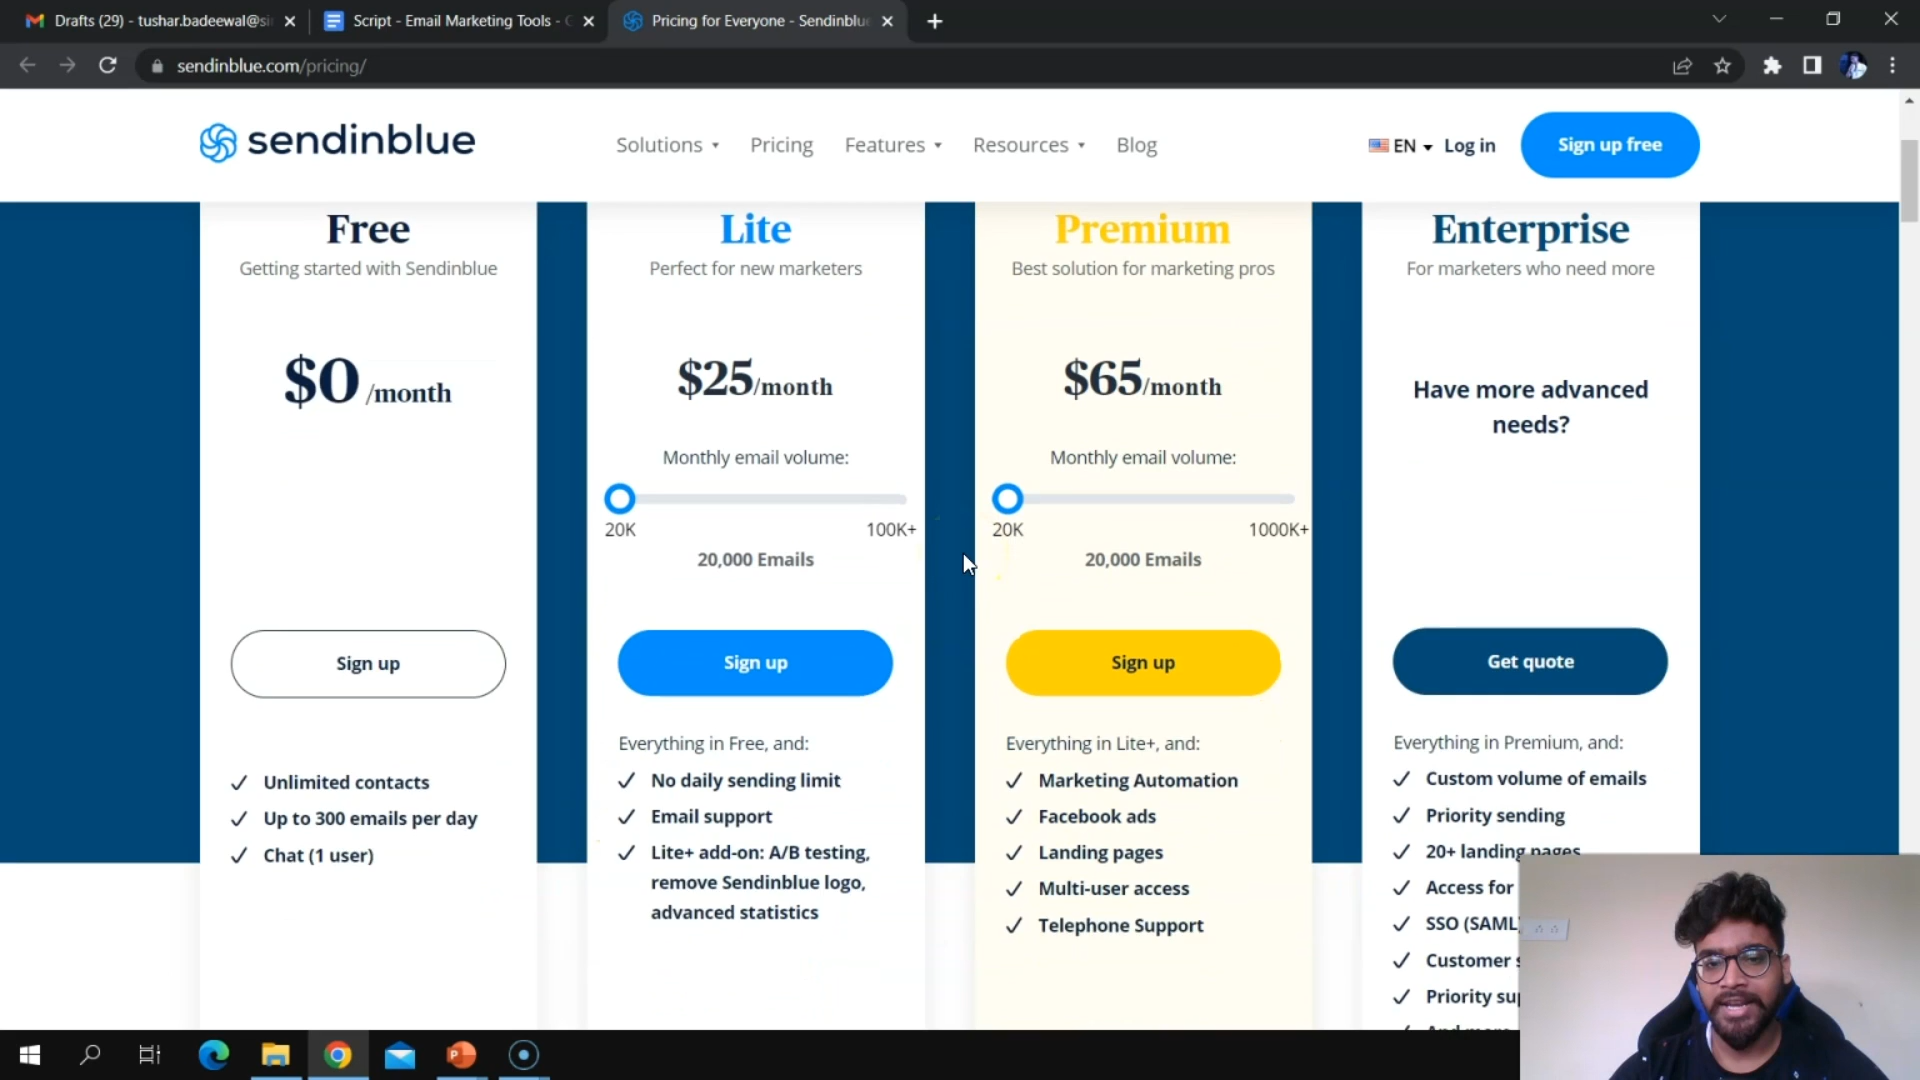 Drafts (29) - tushar.badeewal@si
Script - Email Marketing Tools -
Pricing for Everyone - Sendinblue
sendinblue.com/pricing/
sendinblue
Solutions
Pricing
Features
Resources
Blog
EN
Log in
Sign up free
Free
Getting started with Sendinblue
$0 /month
Sign up
Unlimited contacts
Up to 300 emails per day
Chat (1 user)
Lite
Perfect for new marketers
$25/month
Monthly email volume:
20K 100K+
20,000 Emails
Sign up
Everything in Free, and:
No daily sending limit
Email support
Lite+ add-on: A/B testing,
remove Sendinblue logo,
advanced statistics
Premium
Best solution for marketing pros
$65/month
Monthly email volume:
20K 1000K+
20,000 Emails
Sign up
Everything in Lite+, and:
Marketing Automation
Facebook ads
Landing pages
Multi-user access
Telephone Support
Enterprise
For marketers who need more
Have more advanced
needs?
Get quote
Everything in Premium, and:
Custom volume of emails
Priority sending
20+ landing pages
Access for
SSO (SAML
Customer s
Priority su